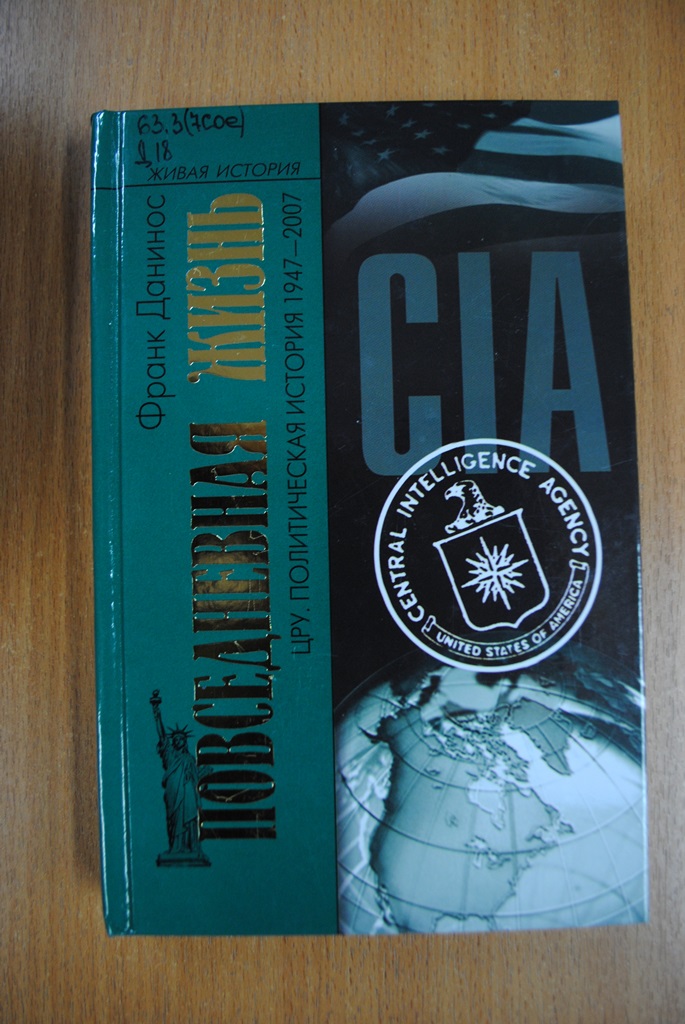 63.3(7сое)
Д 18
ЖИВАЯ ИСТОРИЯ
Франк Данинос
ПОВСЕДНЕВНАЯ ЖИЗНЬ
ЦРУ. ПОЛИТИЧЕСКАЯ ИСТОРИЯ 1947—2007
CIA
CENTRAL INTELLIGENCE AGENCY
UNITED STATES OF AMERICA